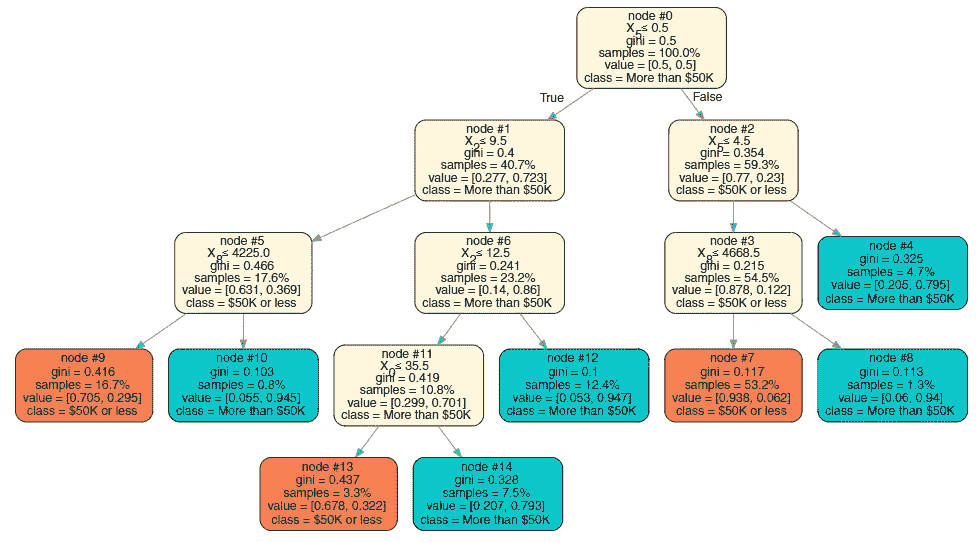 node #0
X₅ ≤ 0.5
gini = 0.5
samples = 100.0%
value = [0.5, 0.5]
class = More than $50K
True
False
node #1
X₂ ≤ 9.5
gini = 0.4
samples = 40.7%
value = [0.277, 0.723]
class = More than $50K
node #2
X₅ ≤ 4.5
gini = 0.354
samples = 59.3%
value = [0.77, 0.23]
class = $50K or less
node #5
X₈ ≤ 4225.0
gini = 0.466
samples = 17.6%
value = [0.631, 0.369]
class = $50K or less
node #6
X₂ ≤ 12.5
gini = 0.241
samples = 23.2%
value = [0.14, 0.86]
class = More than $50K
node #3
X₈ ≤ 4668.5
gini = 0.215
samples = 54.5%
value = [0.878, 0.122]
class = $50K or less
node #4
gini = 0.325
samples = 4.7%
value = [0.205, 0.795]
class = More than $50K
node #9
gini = 0.416
samples = 16.7%
value = [0.705, 0.295]
class = $50K or less
node #10
gini = 0.103
samples = 0.8%
value = [0.055, 0.945]
class = More than $50K
node #11
X₀ ≤ 35.5
gini = 0.419
samples = 10.8%
value = [0.299, 0.701]
class = More than $50K
node #12
gini = 0.1
samples = 12.4%
value = [0.053, 0.947]
class = More than $50K
node #7
gini = 0.117
samples = 53.2%
value = [0.938, 0.062]
class = $50K or less
node #8
gini = 0.113
samples = 1.3%
value = [0.06, 0.94]
class = More than $50K
node #13
gini = 0.437
samples = 3.3%
value = [0.678, 0.322]
class = $50K or less
node #14
gini = 0.328
samples = 7.5%
value = [0.207, 0.793]
class = More than $50K